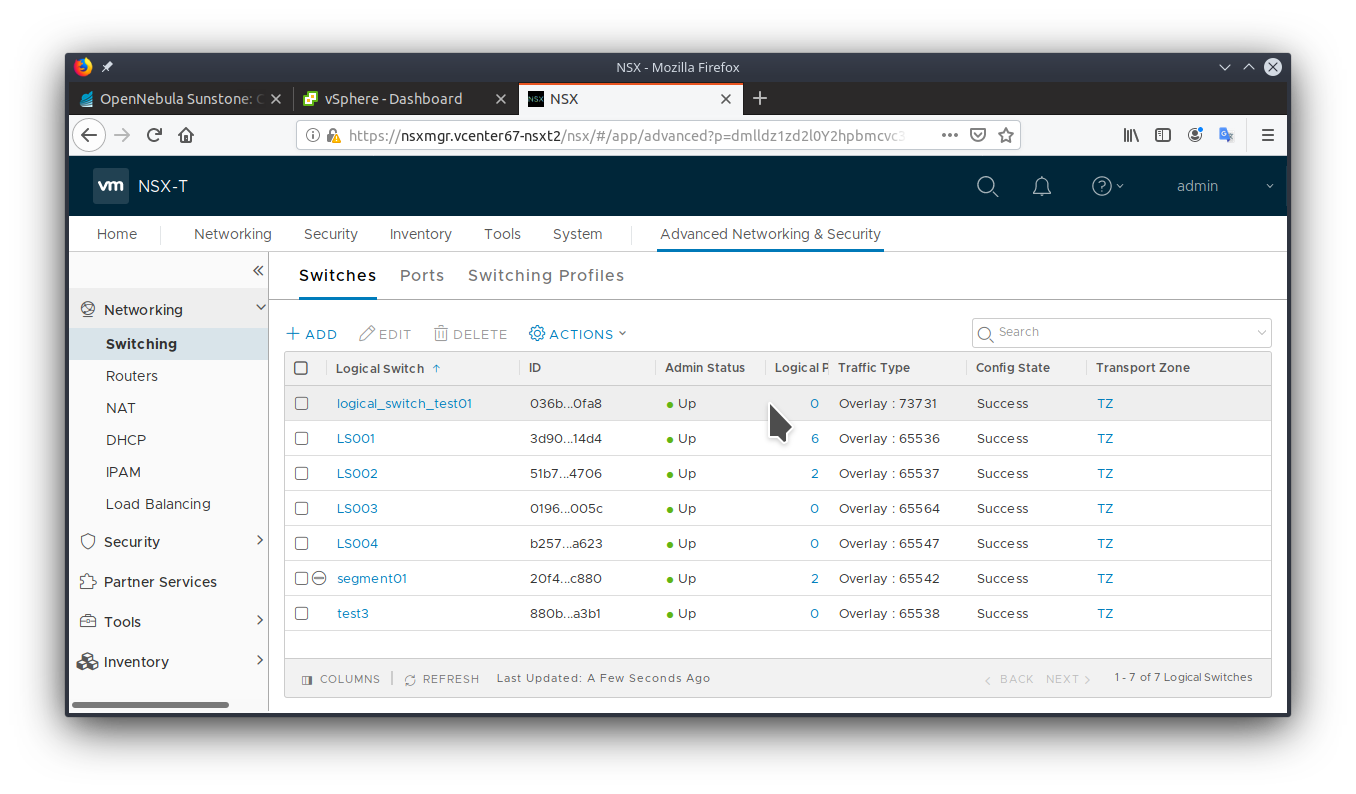 NSX - Mozilla Firefox
OpenNebula Sunstone: vSphere - Dashboard NSX
https://nsxmgr.vcenter67-nsxt2/nsx/#/app/advanced?p=dmlldz1zd2l0Y2hpbmcvc3
vm NSX-T admin
Home Networking Security Inventory Tools System Advanced Networking & Security
Switches Ports Switching Profiles
Networking
Switching
Routers
NAT
DHCP
IPAM
Load Balancing
Security
Partner Services
Tools
Inventory
+ ADD EDIT DELETE ACTIONS Search
Logical Switch ↑ ID Admin Status Logical P Traffic Type Config State Transport Zone
logical_switch_test01 036b...0fa8 Up 0 Overlay : 73731 Success TZ
LS001 3d90...14d4 Up 6 Overlay : 65536 Success TZ
LS002 51b7...4706 Up 2 Overlay : 65537 Success TZ
LS003 0196...005c Up 0 Overlay : 65564 Success TZ
LS004 b257...a623 Up 0 Overlay : 65547 Success TZ
segment01 20f4...c880 Up 2 Overlay : 65542 Success TZ
test3 880b...a3b1 Up 0 Overlay : 65538 Success TZ
COLUMNS REFRESH Last Updated: A Few Seconds Ago BACK NEXT 1 - 7 of 7 Logical Switches